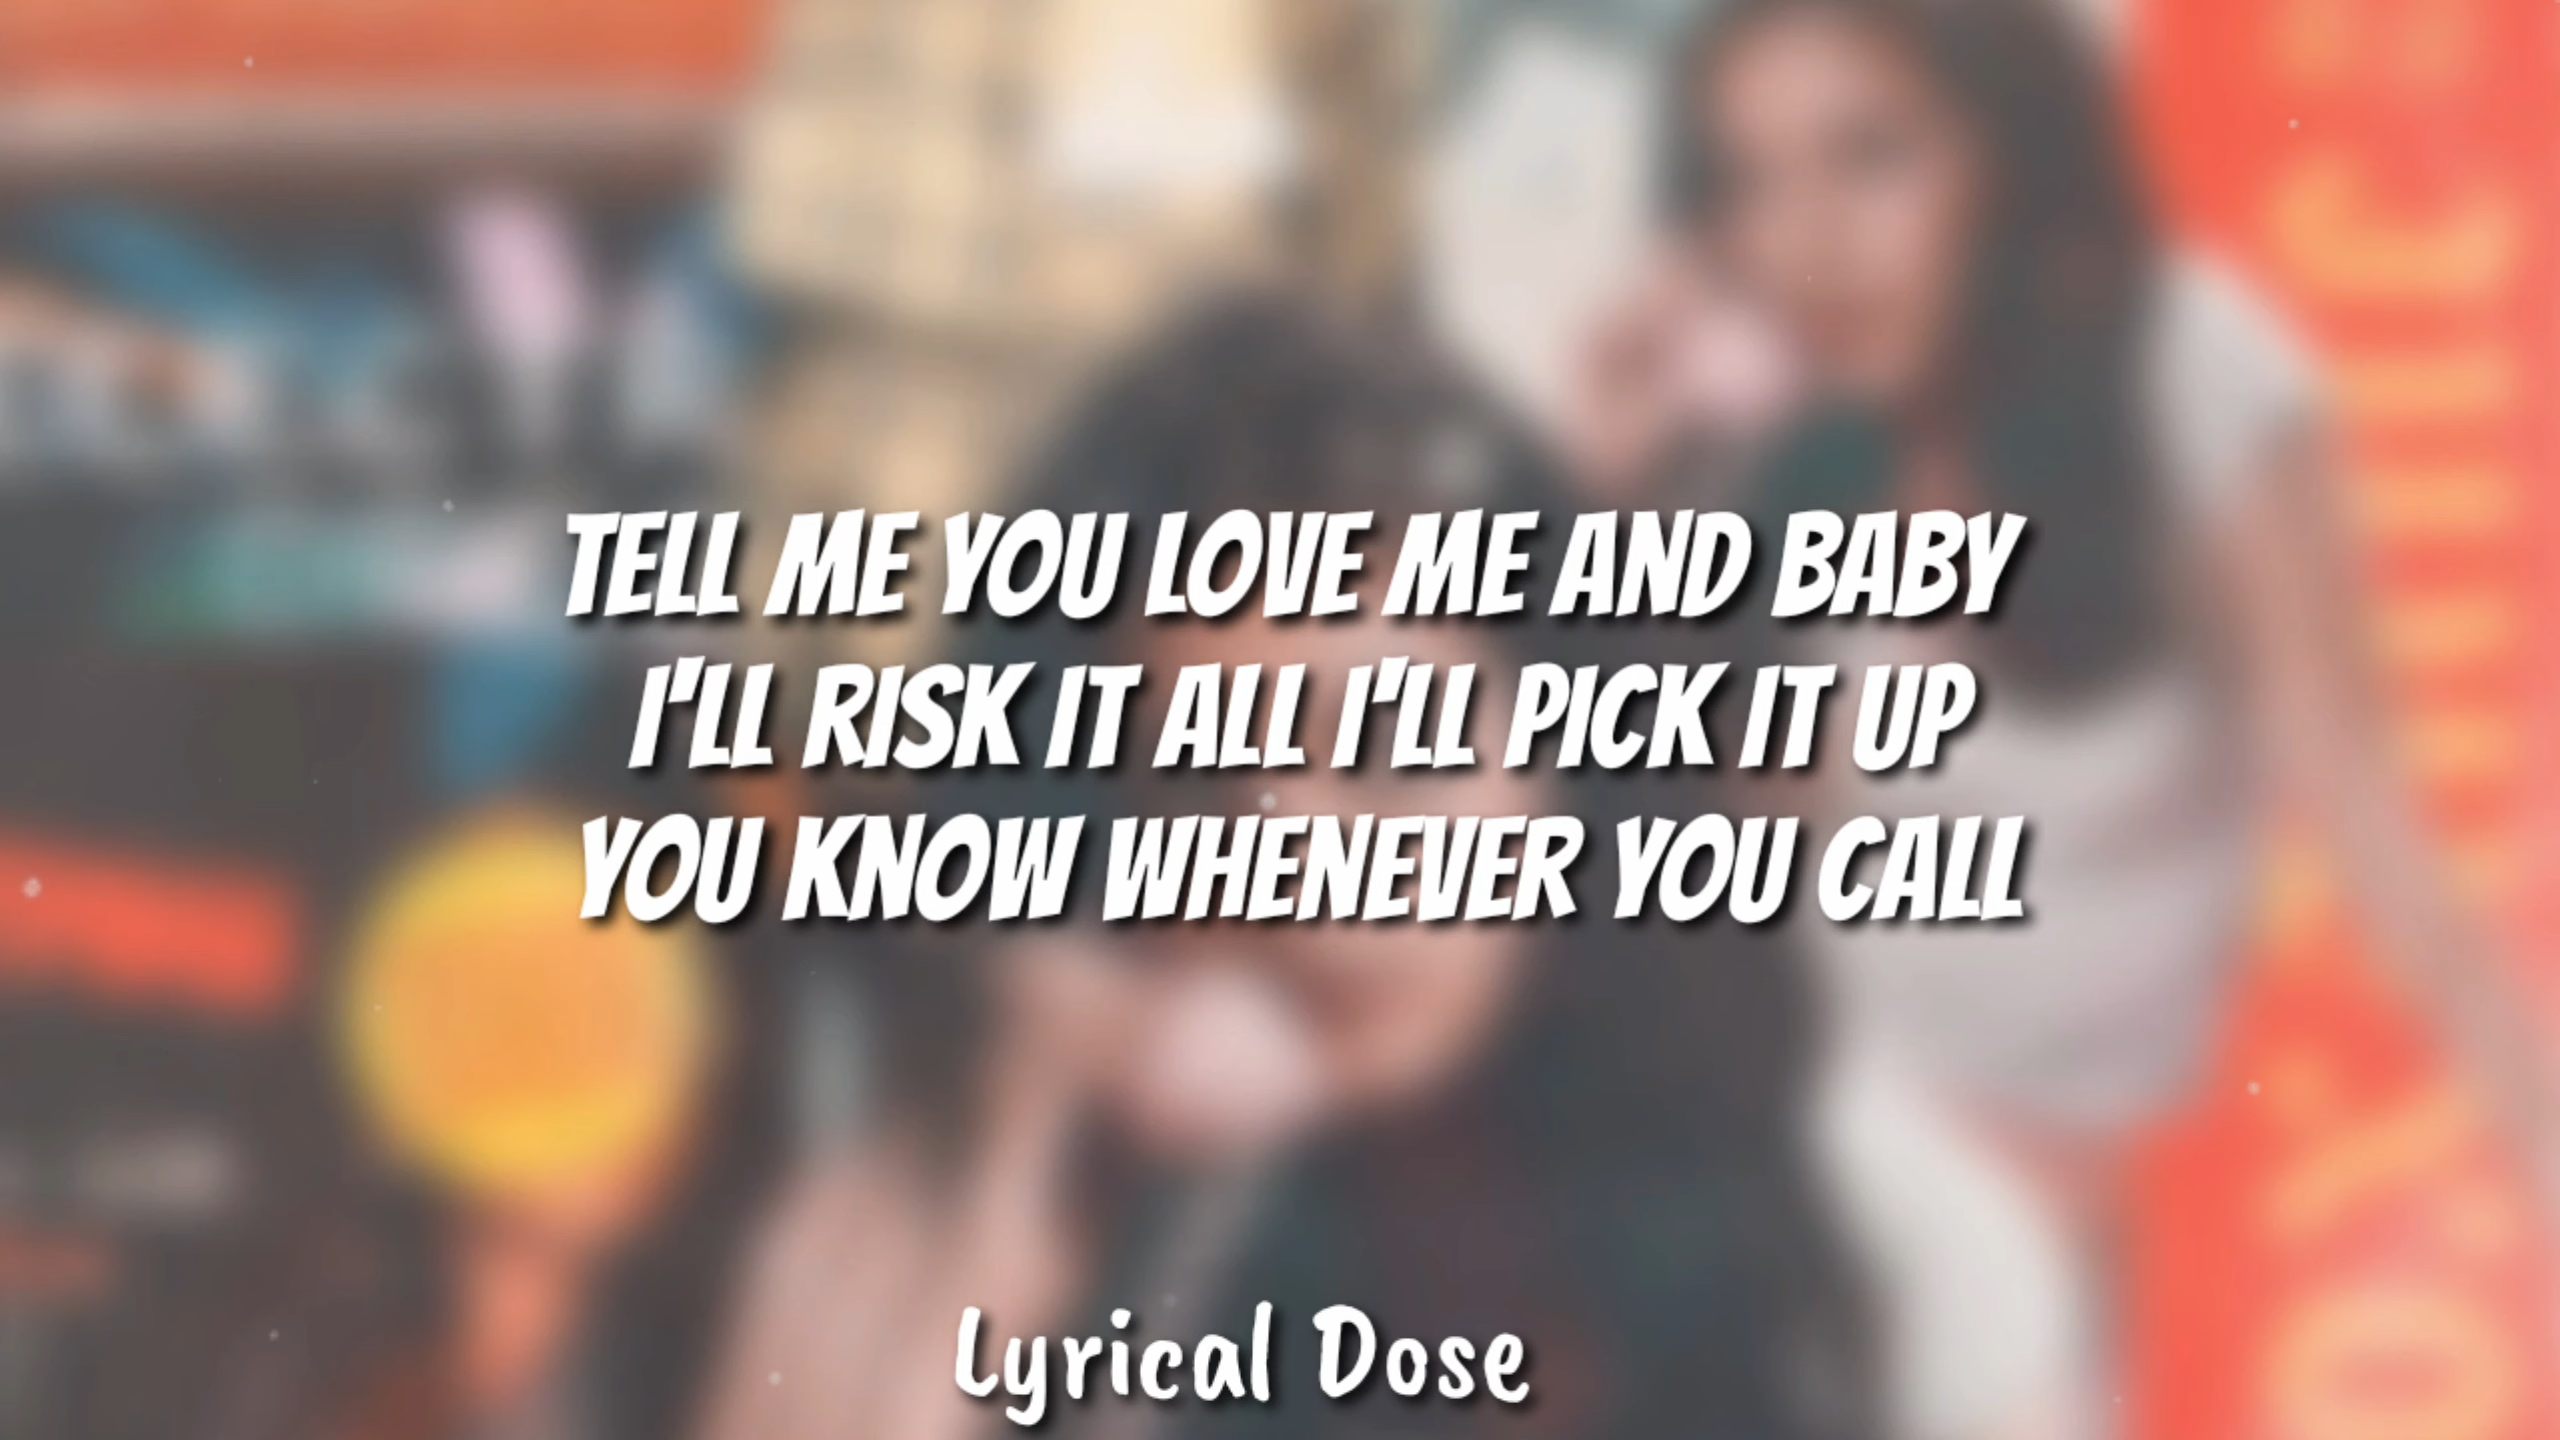 TELL ME YOU LOVE ME AND BABY
I'LL RISK IT ALL I'LL PICK IT UP
YOU KNOW WHENEVER YOU CALL
Lyrical Dose